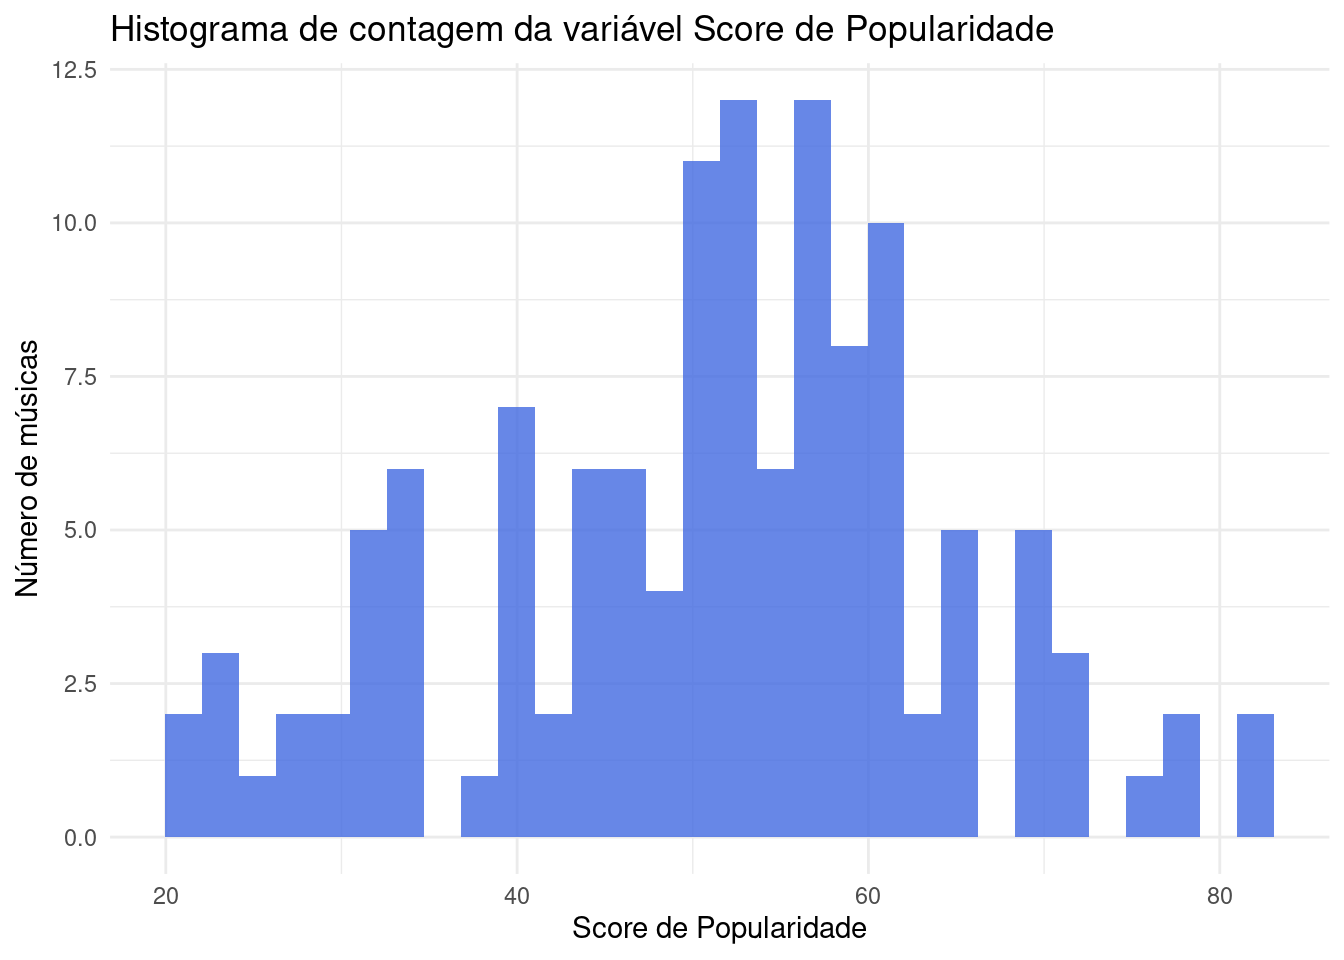 Histograma de contagem da variável Score de Popularidade
12.5
10.0
7.5
5.0
2.5
0.0
Número de músicas
20 40 60 80
Score de Popularidade